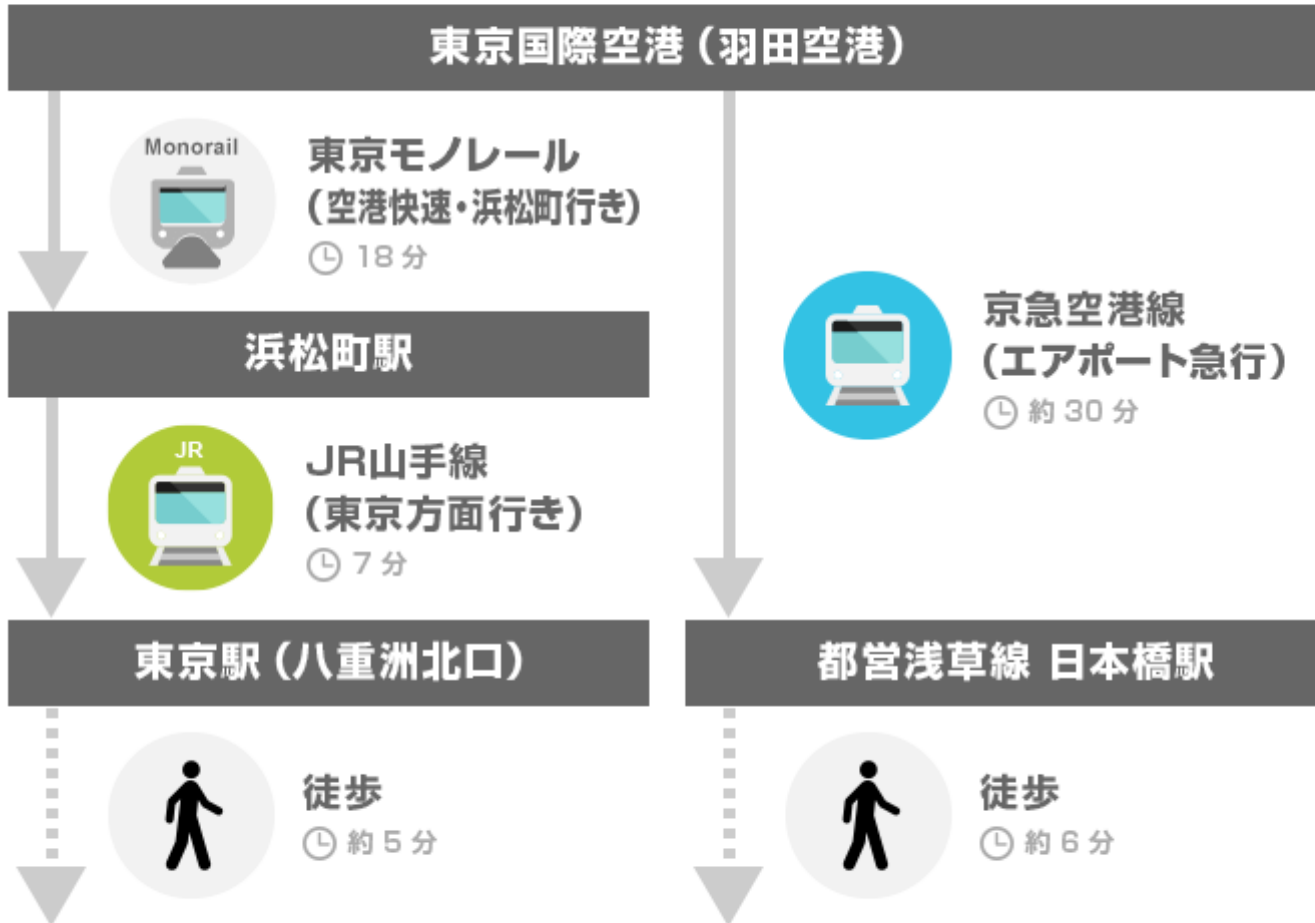 東京国際空港(羽田空港)
Monorail
東京モノレール
(空港快速・浜松町行き)
18 分
浜松町駅
JR
JR山手線
(東京方面行き)
7 分
東京駅(八重洲北口)
徒歩
約 5 分
京急空港線
(エアポート急行)
約 30 分
都営浅草線 日本橋駅
徒歩
約 6 分